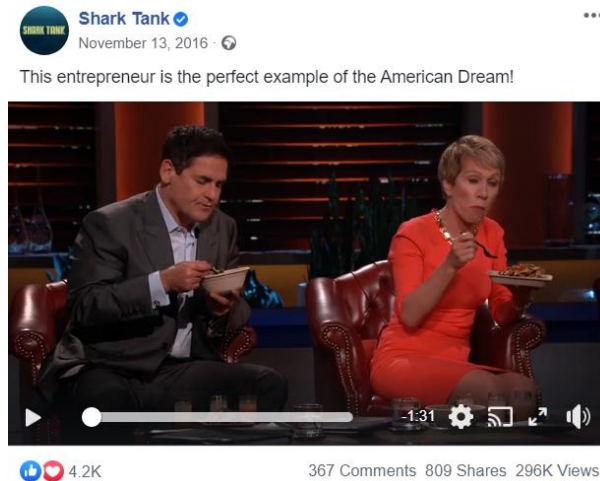 SHARK TANK
Shark Tank
November 13, 2016 ·
This entrepreneur is the perfect example of the American Dream!
-1:31
4.2K
367 Comments 809 Shares 296K Views